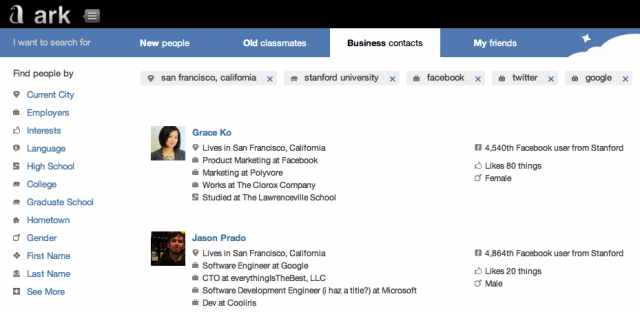 ark
I want to search for
New people
Old classmates
Business contacts
My friends
Find people by
Current City
Employers
Interests
Language
High School
College
Graduate School
Hometown
Gender
First Name
Last Name
See More
san francisco, california x
stanford university x
facebook x
twitter x
google x
Grace Ko
Lives in San Francisco, California
Product Marketing at Facebook
Marketing at Polyvore
Works at The Clorox Company
Studied at The Lawrenceville School
4,540th Facebook user from Stanford
Likes 80 things
Female
Jason Prado
Lives in San Francisco, California
Software Engineer at Google
CTO at everythingIsTheBest, LLC
Software Development Engineer (i haz a title?) at Microsoft
Dev at Cooliris
4,864th Facebook user from Stanford
Likes 20 things
Male